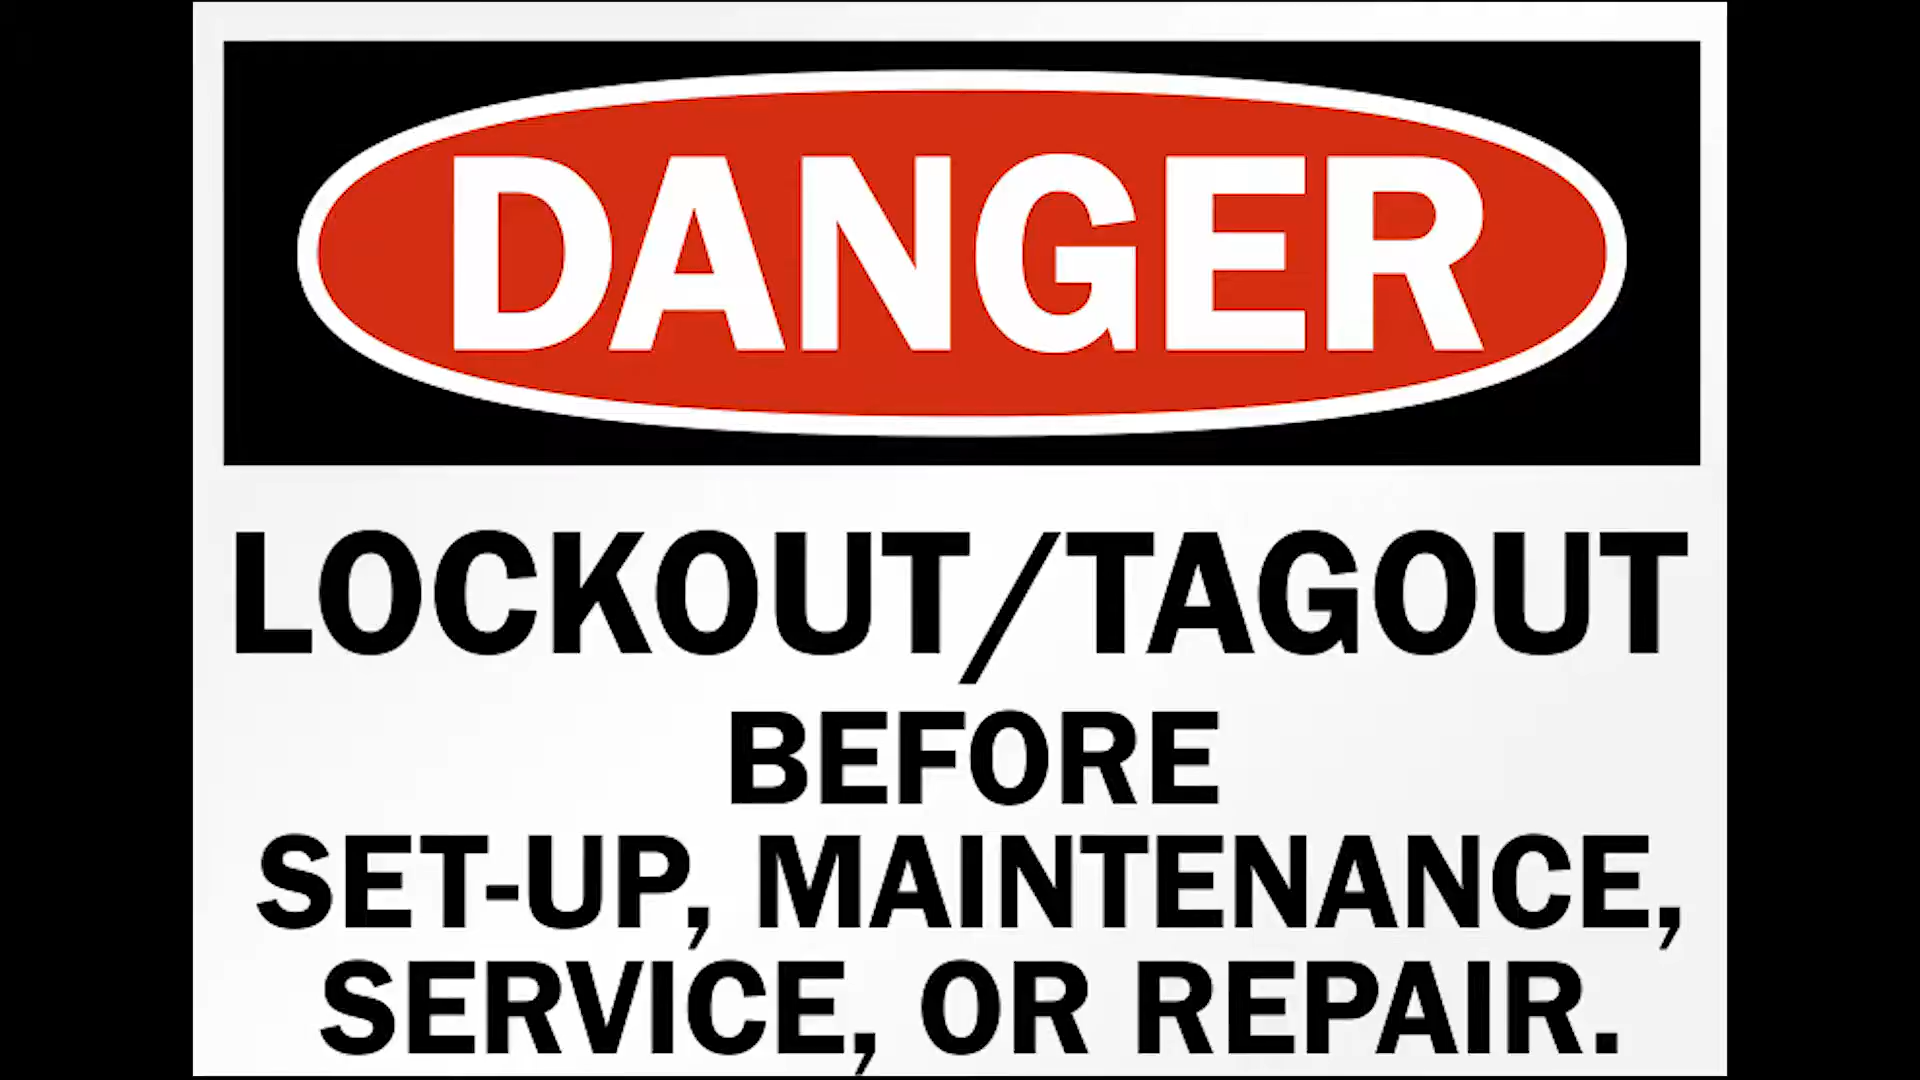 DANGER
LOCKOUT/TAGOUT
BEFORE
SET-UP, MAINTENANCE,
SERVICE, OR REPAIR.